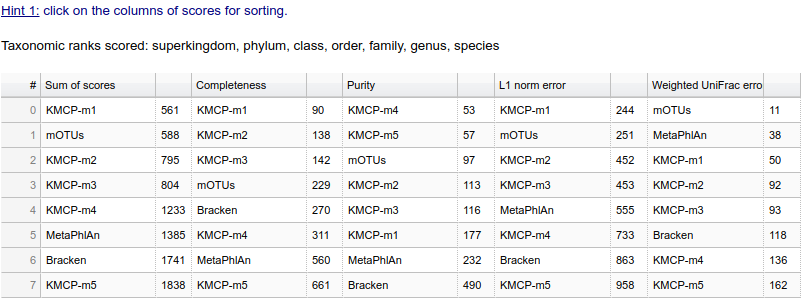 Hint 1: click on the columns of scores for sorting.
Taxonomic ranks scored: superkingdom, phylum, class, order, family, genus, species
# Sum of scores Completeness Purity L1 norm error Weighted UniFrac erro
0 KMCP-m1 561 KMCP-m1 90 KMCP-m4 53 KMCP-m1 244 mOTUs 11
1 mOTUs 588 KMCP-m2 138 KMCP-m5 57 mOTUs 251 MetaPhlAn 38
2 KMCP-m2 795 KMCP-m3 142 mOTUs 97 KMCP-m2 452 KMCP-m1 50
3 KMCP-m3 804 mOTUs 229 KMCP-m2 113 KMCP-m3 453 KMCP-m2 92
4 KMCP-m4 1233 Bracken 270 KMCP-m3 116 MetaPhlAn 555 KMCP-m3 93
5 MetaPhlAn 1385 KMCP-m4 311 KMCP-m1 177 KMCP-m4 733 Bracken 118
6 Bracken 1741 MetaPhlAn 560 MetaPhlAn 232 Bracken 863 KMCP-m4 136
7 KMCP-m5 1838 KMCP-m5 661 Bracken 490 KMCP-m5 958 KMCP-m5 162